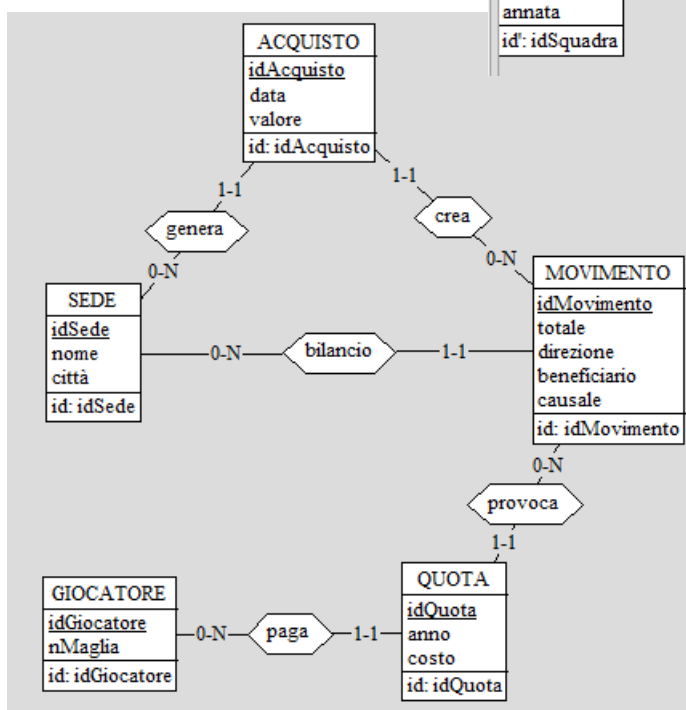 annata
id': idSquadra
ACQUISTO
idAcquisto
data
valore
id: idAcquisto
1-1
1-1
genera
crea
0-N
0-N
SEDE
idSede
nome
città
id: idSede
0-N
bilancio
1-1
MOVIMENTO
idMovimento
totale
direzione
beneficiario
causale
id: idMovimento
0-N
provoca
1-1
GIOCATORE
idGiocatore
nMaglia
id: idGiocatore
0-N
paga
1-1
QUOTA
idQuota
anno
costo
id: idQuota